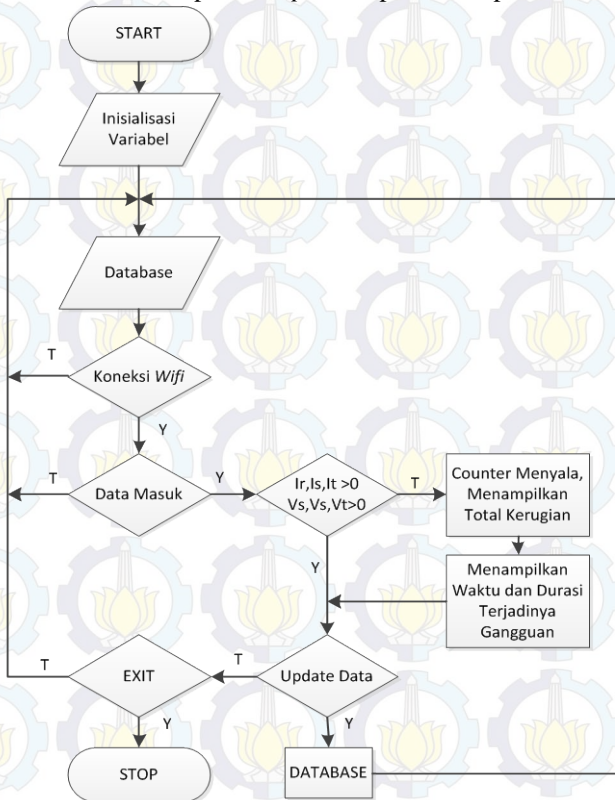 START
Inisialisasi
Variabel
Database
Koneksi Wifi
T
Y
Data Masuk
T
Y
Ir,Is,It >0
Vs,Vs,Vt>0
T
Counter Menyala,
Menampilkan
Total Kerugian
Y
Menampilkan
Waktu dan Durasi
Terjadinya
Gangguan
Update Data
T
EXIT
T
Y
Y
STOP
DATABASE